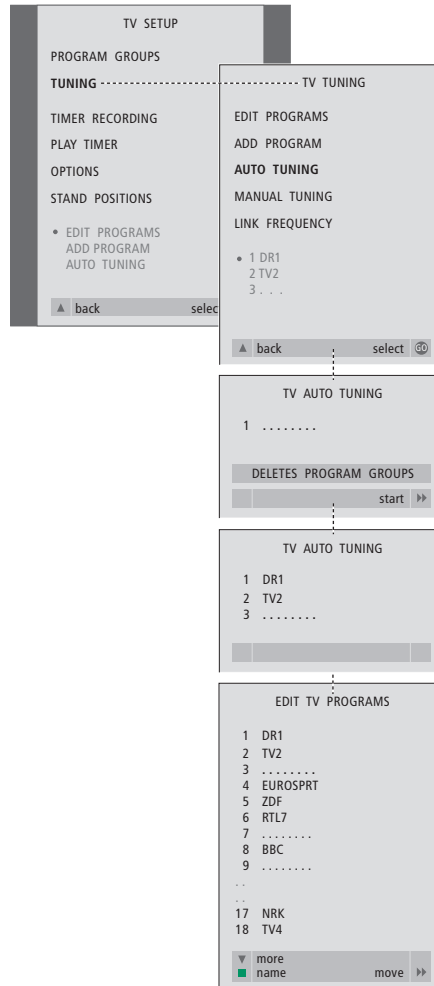 TV SETUP
PROGRAM GROUPS
TUNING
TIMER RECORDING
PLAY TIMER
OPTIONS
STAND POSITIONS
• EDIT PROGRAMS
ADD PROGRAM
AUTO TUNING
▲ back selec
TV TUNING
EDIT PROGRAMS
ADD PROGRAM
AUTO TUNING
MANUAL TUNING
LINK FREQUENCY
• 1 DR1
2 TV2
3 . . .
▲ back select GO
TV AUTO TUNING
1 ........
DELETES PROGRAM GROUPS
start
TV AUTO TUNING
1 DR1
2 TV2
3 ........
EDIT TV PROGRAMS
1 DR1
2 TV2
3 ........
4 EUROSPRT
5 ZDF
6 RTL7
7 ........
8 BBC
9 ........
. .
. .
17 NRK
18 TV4
▼ more
name move